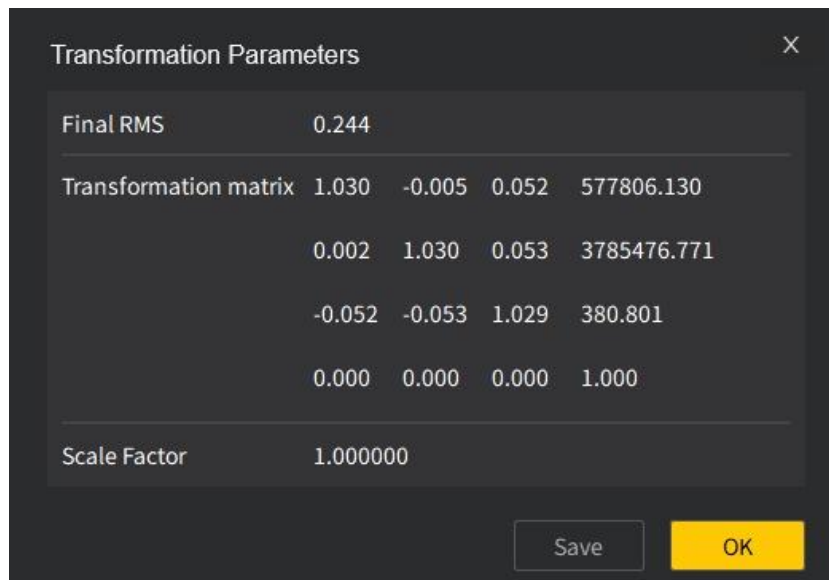 Transformation Parameters X
Final RMS 0.244
Transformation matrix 1.030 -0.005 0.052 577806.130
0.002 1.030 0.053 3785476.771
-0.052 -0.053 1.029 380.801
0.000 0.000 0.000 1.000
Scale Factor 1.000000
Save OK